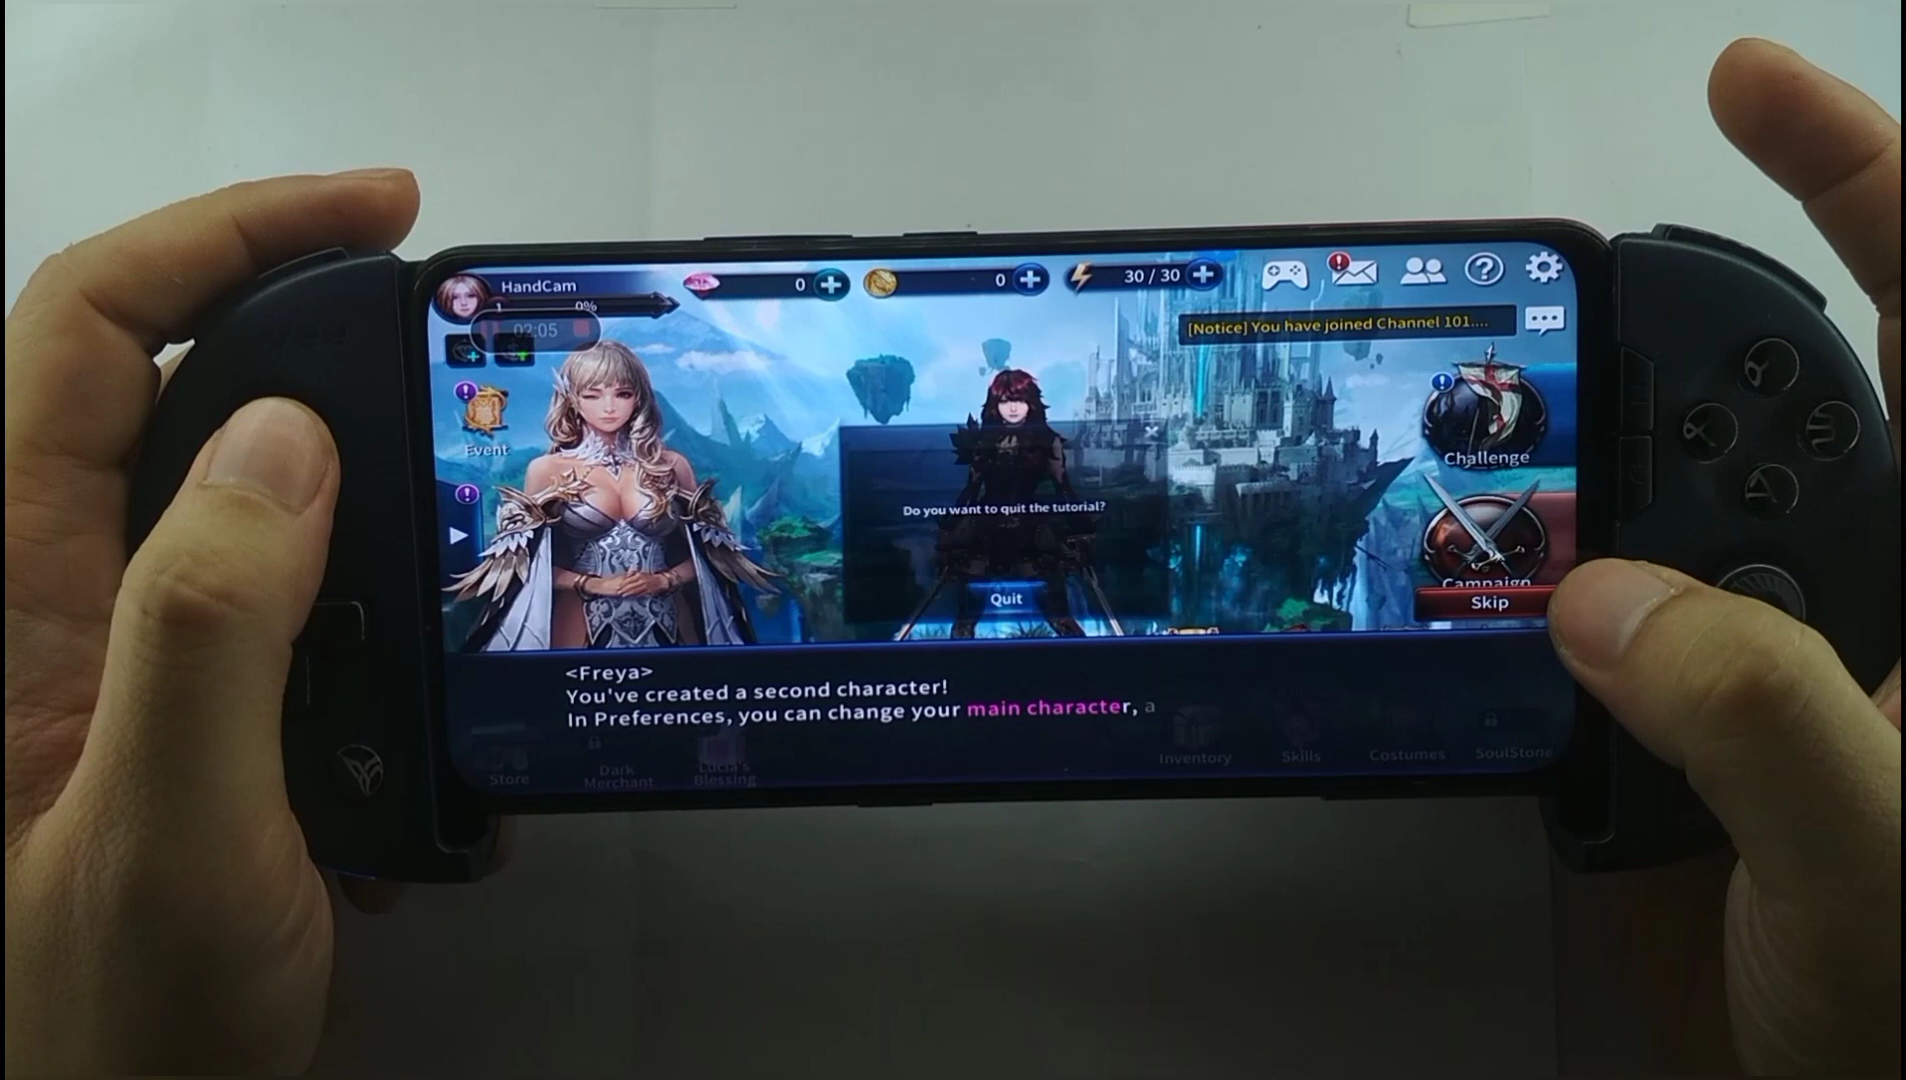 HandCam
0
0
30 / 30
1
0%
02:05
[Notice] You have joined Channel 101....
Event
Challenge
Do you want to quit the tutorial?
Campaign
Quit
Skip
<Freya>
You've created a second character!
In Preferences, you can change your main character, a
Store
Dark
Merchant
Lucia's
Blessing
Inventory
Skills
Costumes
SoulStone